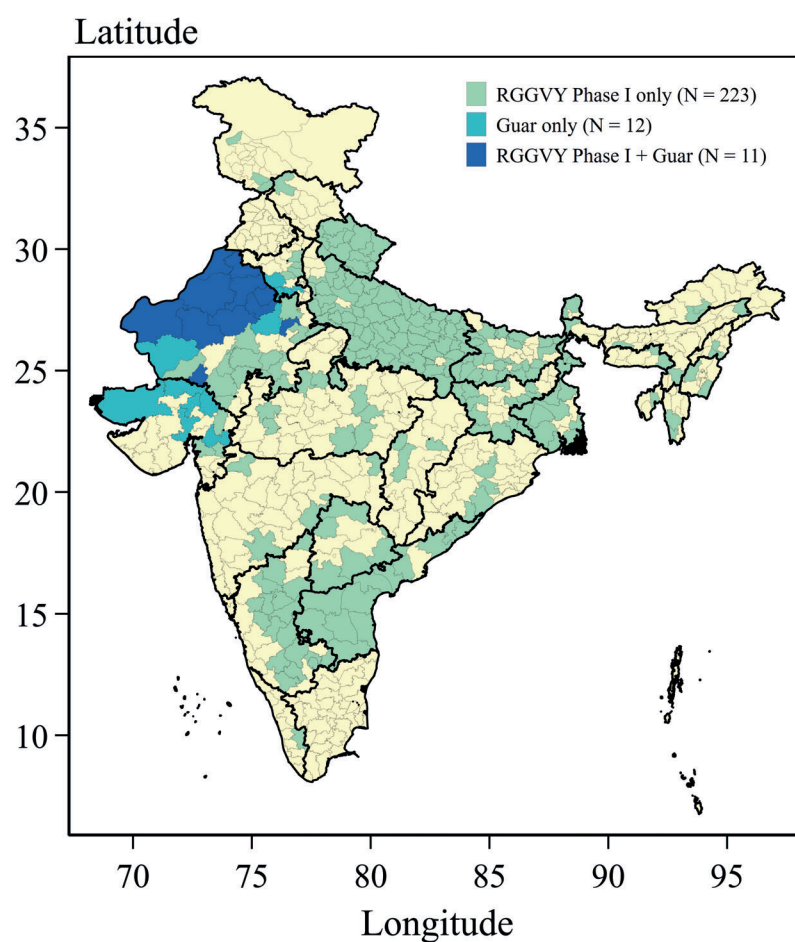 Latitude
RGGVY Phase I only (N = 223)
Guar only (N = 12)
RGGVY Phase I + Guar (N = 11)
35
30
25
20
15
10
70 75 80 85 90 95
Longitude